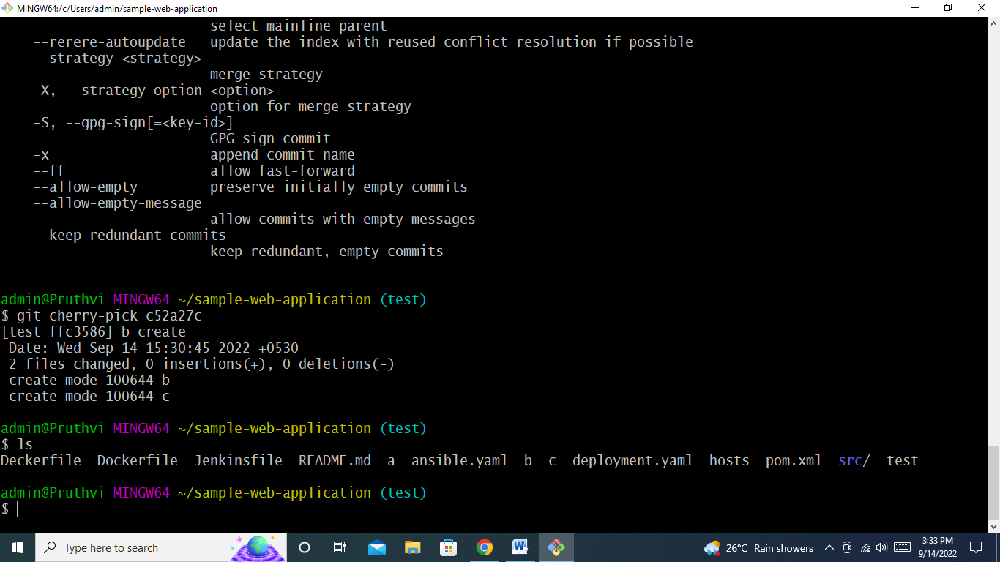 MINGW64:/c/Users/admin/sample-web-application
select mainline parent
--rerere-autoupdate   update the index with reused conflict resolution if possible
--strategy <strategy>
merge strategy
-X, --strategy-option <option>
option for merge strategy
-S, --gpg-sign[=<key-id>]
GPG sign commit
-x                    append commit name
--ff                  allow fast-forward
--allow-empty         preserve initially empty commits
--allow-empty-message
allow commits with empty messages
--keep-redundant-commits
keep redundant, empty commits
admin@Pruthvi MINGW64 ~/sample-web-application (test)
$ git cherry-pick c52a27c
[test ffc3586] b create
Date: Wed Sep 14 15:30:45 2022 +0530
2 files changed, 0 insertions(+), 0 deletions(-)
create mode 100644 b
create mode 100644 c
admin@Pruthvi MINGW64 ~/sample-web-application (test)
$ ls
Deckerfile  Dockerfile  Jenkinsfile  README.md  a  ansible.yaml  b  c  deployment.yaml  hosts  pom.xml  src/  test
admin@Pruthvi MINGW64 ~/sample-web-application (test)
$
Type here to search
26°C Rain showers
3:33 PM
9/14/2022